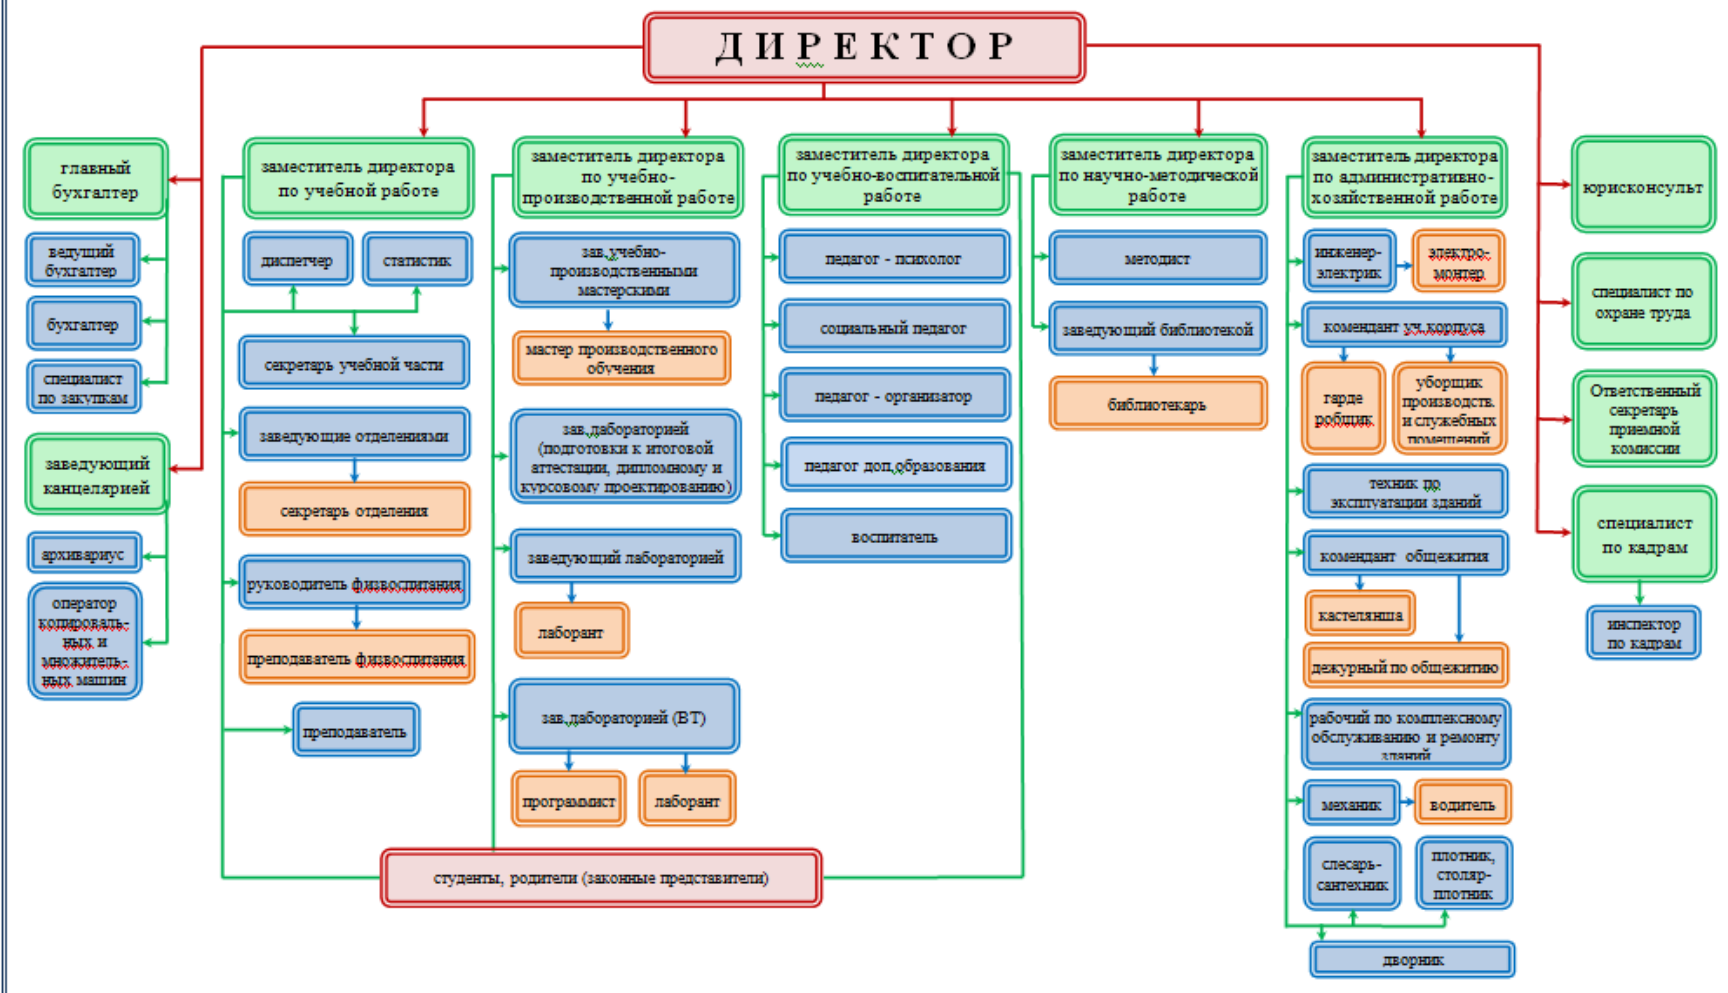 ДИРЕКТОР
главный
бухгалтер
ведущий
бухгалтер
бухгалтер
специалист
по закупкам
заведующий
канцелярией
архивариус
оператор
копироваль-
ных и
множитель-
ных машин
заместитель директора
по учебной работе
диспетчер
статистик
секретарь учебной части
заведующие отделениями
секретарь отделения
руководитель физвоспитания
преподаватель физвоспитания
преподаватель
заместитель директора
по учебно-
производственной работе
зав.учебно-
производственными
мастерскими
мастер производственного
обучения
зав.лабораторией
(подготовки к итоговой
аттестации, дипломному и
курсовому проектированию)
заведующий лабораторией
лаборант
зав.лабораторией (ВТ)
программист
лаборант
студенты, родители (законные представители)
заместитель директора
по учебно-воспитательной
работе
педагог - психолог
социальный педагог
педагог - организатор
педагог доп.образования
воспитатель
заместитель директора
по научно-методической
работе
методист
заведующий библиотекой
библиотекарь
заместитель директора
по административно-
хозяйственной работе
инженер-
электрик
электро-
монтер
комендант уч.корпуса
гарде
робщик
уборщик
производств.
и служебных
помещений
техник по
эксплуатации зданий
комендант общежития
кастелянша
дежурный по общежитию
рабочий по комплексному
обслуживанию и ремонту
зданий
механик
водитель
слесарь-
сантехник
плотник,
столяр-
плотник
дворник
юрисконсульт
специалист по
охране труда
Ответственный
секретарь
приемной
комиссии
специалист
по кадрам
инспектор
по кадрам